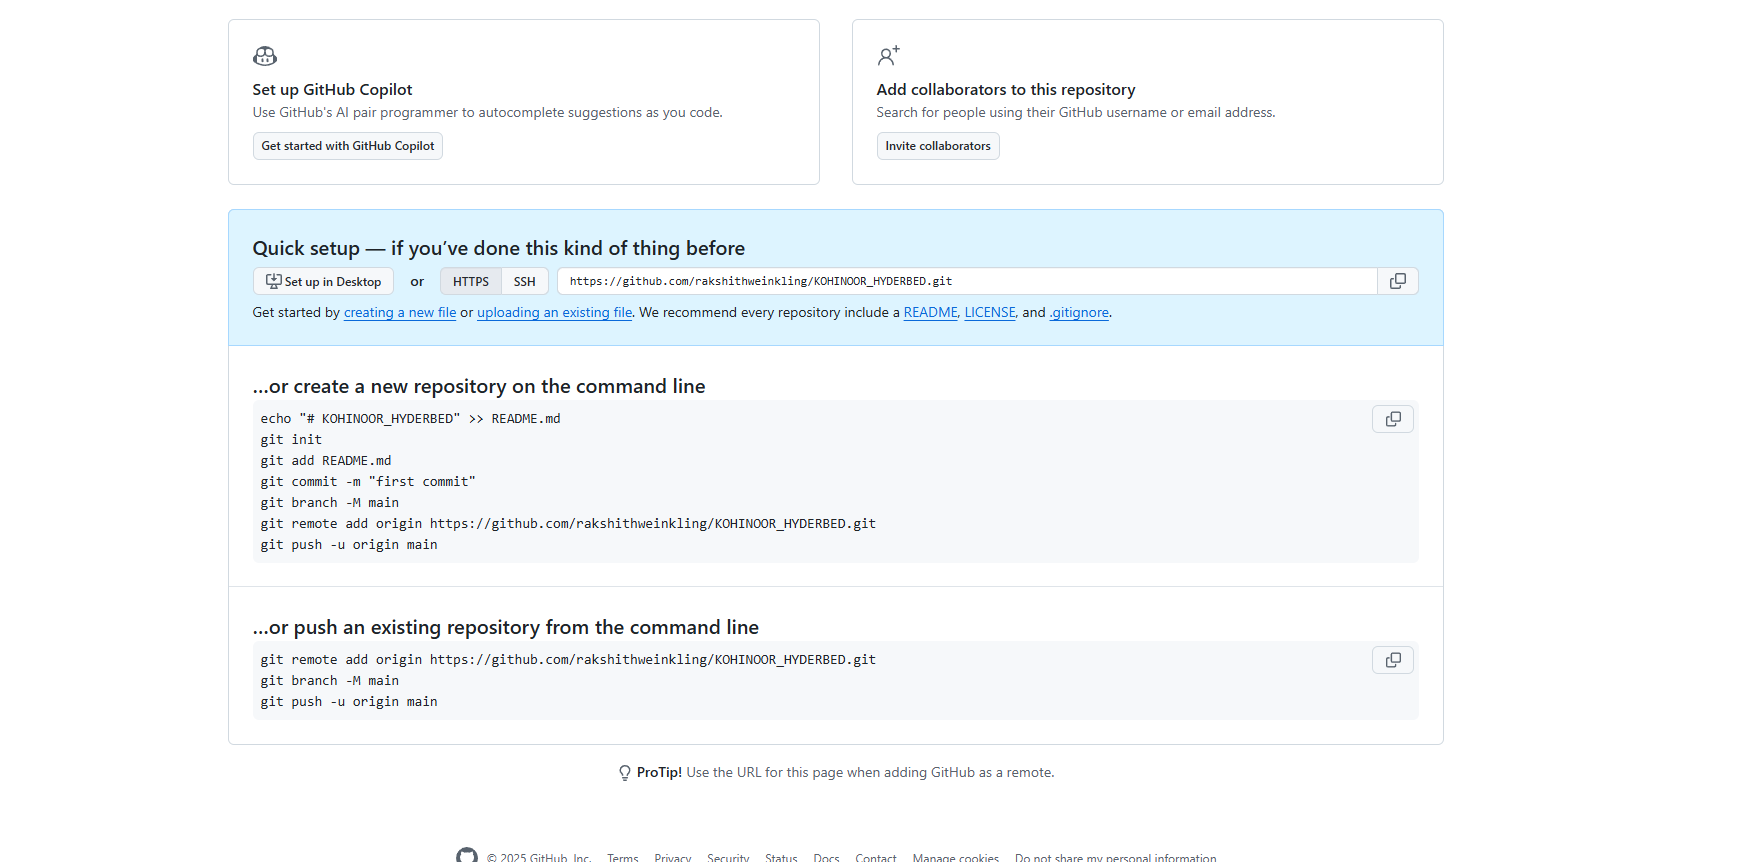 Set up GitHub Copilot
Use GitHub's AI pair programmer to autocomplete suggestions as you code.
Get started with GitHub Copilot
Add collaborators to this repository
Search for people using their GitHub username or email address.
Invite collaborators
Quick setup — if you’ve done this kind of thing before
Set up in Desktop or HTTPS SSH https://github.com/rakshithweinkling/KOHINOOR_HYDERBED.git
Get started by creating a new file or uploading an existing file. We recommend every repository include a README, LICENSE, and .gitignore.
…or create a new repository on the command line
echo "# KOHINOOR_HYDERBED" >> README.md
git init
git add README.md
git commit -m "first commit"
git branch -M main
git remote add origin https://github.com/rakshithweinkling/KOHINOOR_HYDERBED.git
git push -u origin main
…or push an existing repository from the command line
git remote add origin https://github.com/rakshithweinkling/KOHINOOR_HYDERBED.git
git branch -M main
git push -u origin main
ProTip! Use the URL for this page when adding GitHub as a remote.
© 2025 GitHub, Inc. Terms Privacy Security Status Docs Contact Manage cookies Do not share my personal information